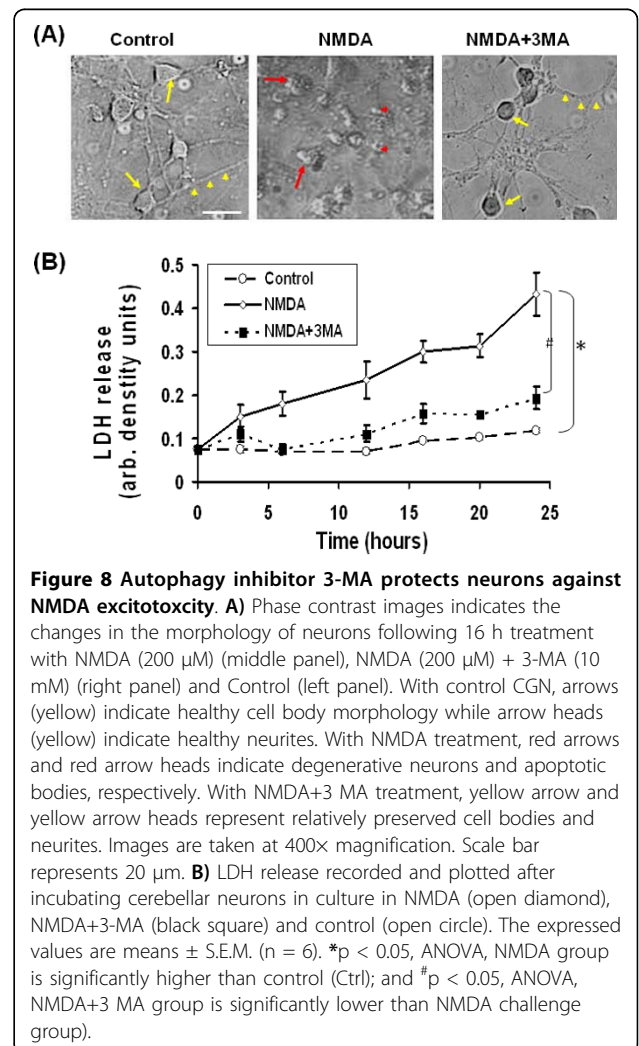 (A)
Control
NMDA
NMDA+3MA
(B)
0.5
0.4
0.3
0.2
0.1
0
LDH release
(arb. denstity units)
Control
NMDA
NMDA+3MA
#
*
0 5 10 15 20 25
Time (hours)
Figure 8 Autophagy inhibitor 3-MA protects neurons against
NMDA excitotoxcity. A) Phase contrast images indicates the
changes in the morphology of neurons following 16 h treatment
with NMDA (200 μM) (middle panel), NMDA (200 μM) + 3-MA (10
mM) (right panel) and Control (left panel). With control CGN, arrows
(yellow) indicate healthy cell body morphology while arrow heads
(yellow) indicate healthy neurites. With NMDA treatment, red arrows
and red arrow heads indicate degenerative neurons and apoptotic
bodies, respectively. With NMDA+3 MA treatment, yellow arrow and
yellow arrow heads represent relatively preserved cell bodies and
neurites. Images are taken at 400× magnification. Scale bar
represents 20 μm. B) LDH release recorded and plotted after
incubating cerebellar neurons in culture in NMDA (open diamond),
NMDA+3-MA (black square) and control (open circle). The expressed
values are means ± S.E.M. (n = 6). *p < 0.05, ANOVA, NMDA group
is significantly higher than control (Ctrl); and #p < 0.05, ANOVA,
NMDA+3 MA group is significantly lower than NMDA challenge
group).